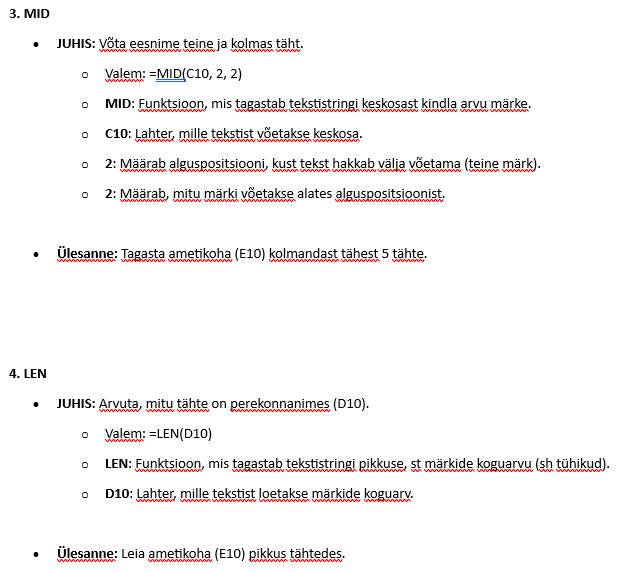 3. MID
• JUHIS: Võta eesnime teine ja kolmas täht.
o Valem: =MID(C10, 2, 2)
o MID: Funktsioon, mis tagastab tekstistringi keskosast kindla arvu märke.
o C10: Lahter, mille tekstist võetakse keskosa.
o 2: Määrab alguspositsiooni, kust tekst hakkab välja võetama (teine märk).
o 2: Määrab, mitu märki võetakse alates alguspositsioonist.
• Ülesanne: Tagasta ametikoha (E10) kolmandast tähest 5 tähte.
4. LEN
• JUHIS: Arvuta, mitu tähte on perekonnanimes (D10).
o Valem: =LEN(D10)
o LEN: Funktsioon, mis tagastab tekstistringi pikkuse, st märkide koguarvu (sh tühikud).
o D10: Lahter, mille tekstist loetakse märkide koguarv.
• Ülesanne: Leia ametikoha (E10) pikkus tähtedes.